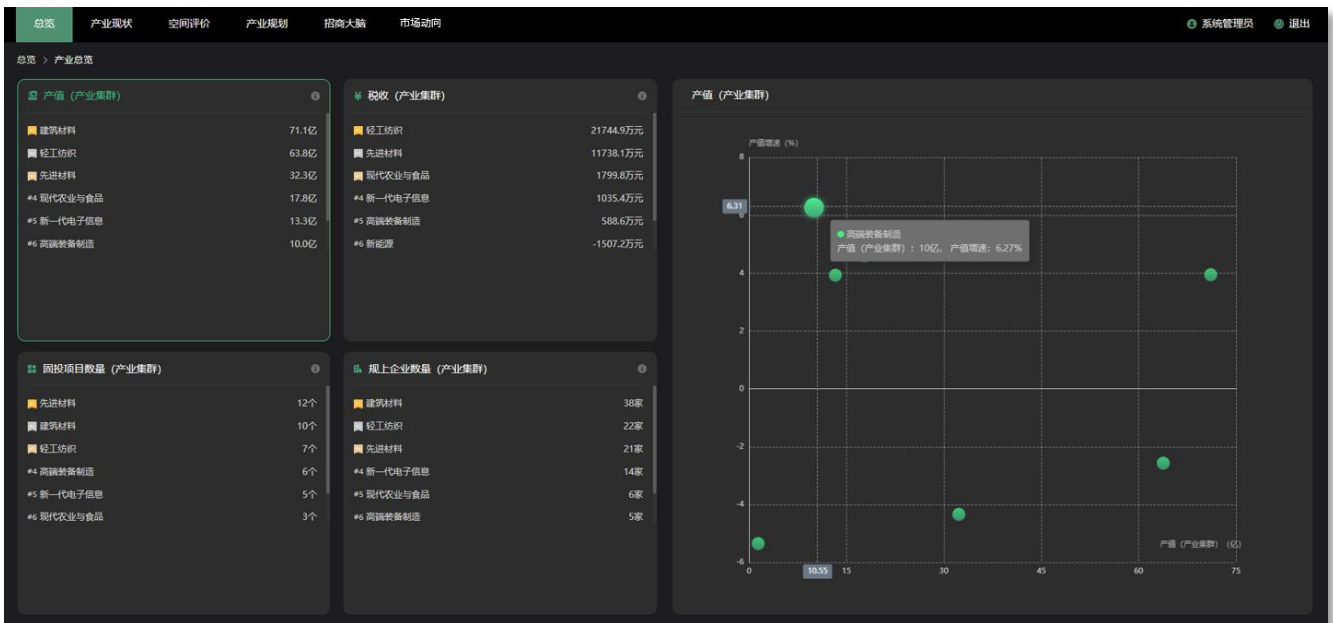 总览 产业现状 空间评价 产业规划 招商大脑 市场动向 系统管理员 退出
总览 > 产业总览
产值（产业集群）
建筑材料 71.1亿
轻工纺织 63.8亿
先进材料 32.3亿
#4 现代农业与食品 17.8亿
#5 新一代电子信息 13.3亿
#6 高端装备制造 10.0亿
¥ 税收（产业集群）
轻工纺织 21744.9万元
先进材料 11738.1万元
现代农业与食品 1799.8万元
#4 新一代电子信息 1035.4万元
#5 高端装备制造 588.6万元
#6 新能源 -1507.2万元
固投项目数量（产业集群）
先进材料 12个
建筑材料 10个
轻工纺织 7个
#4 高端装备制造 6个
#5 新一代电子信息 5个
#6 现代农业与食品 3个
规上企业数量（产业集群）
建筑材料 38家
轻工纺织 22家
先进材料 21家
#4 新一代电子信息 14家
#5 现代农业与食品 6家
#6 高端装备制造 5家
产值（产业集群）
产值增速（%）
8
6.31
6
高端装备制造
产值（产业集群）：10亿, 产值增速：6.27%
4
2
0
-2
-4
产值（产业集群）（亿）
-6
0 10.55 15 30 45 60 75